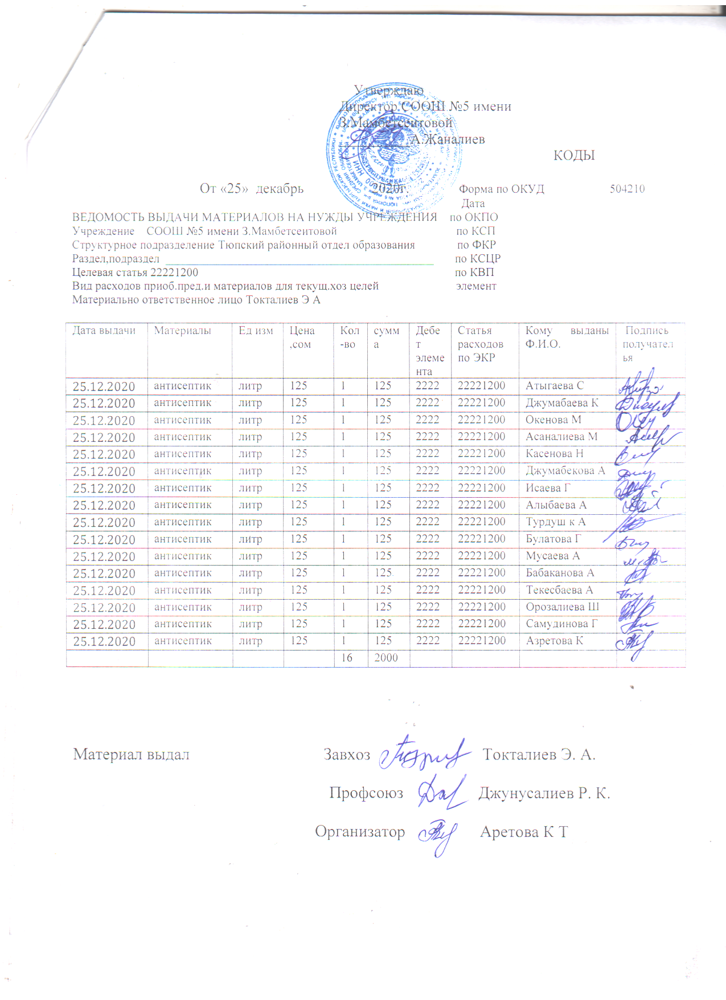 Утверждаю
Директор СООШ №5 имени
З.Мамбетсеитовой
А.Жаналиев
КОДЫ
От «25» декабрь 2020г. Форма по ОКУД 504210
Дата
ВЕДОМОСТЬ ВЫДАЧИ МАТЕРИАЛОВ НА НУЖДЫ УЧРЕЖДЕНИЯ по ОКПО
Учреждение СООШ №5 имени З.Мамбетсеитовой по КСП
Структурное подразделение Тюпский районный отдел образования по ФКР
Раздел,подраздел по КСЦР
Целевая статья 22221200 по КВП
Вид расходов приоб.пред.и материалов для текущ.хоз целей элемент
Материально ответственное лицо Токталиев Э А
Дата выдачи Материалы Ед изм Цена ,сом Кол -во сумм а Дебе т элеме нта Статья расходов по ЭКР Кому выданы Ф.И.О. Подпись получател ья
25.12.2020 антисептик литр 125 1 125 2222 22221200 Атыгаева С
25.12.2020 антисептик литр 125 1 125 2222 22221200 Джумабаева К
25.12.2020 антисептик литр 125 1 125 2222 22221200 Окенова М
25.12.2020 антисептик литр 125 1 125 2222 22221200 Асаналиева М
25.12.2020 антисептик литр 125 1 125 2222 22221200 Касенова Н
25.12.2020 антисептик литр 125 1 125 2222 22221200 Джумабекова А
25.12.2020 антисептик литр 125 1 125 2222 22221200 Исаева Г
25.12.2020 антисептик литр 125 1 125 2222 22221200 Алыбаева А
25.12.2020 антисептик литр 125 1 125 2222 22221200 Турдуш к А
25.12.2020 антисептик литр 125 1 125 2222 22221200 Булатова Г
25.12.2020 антисептик литр 125 1 125 2222 22221200 Мусаева А
25.12.2020 антисептик литр 125 1 125 2222 22221200 Бабаканова А
25.12.2020 антисептик литр 125 1 125 2222 22221200 Текесбаева А
25.12.2020 антисептик литр 125 1 125 2222 22221200 Орозалиева Ш
25.12.2020 антисептик литр 125 1 125 2222 22221200 Самудинова Г
25.12.2020 антисептик литр 125 1 125 2222 22221200 Азретова К
16 2000
Материал выдал Завхоз Токталиев Э. А.
Профсоюз Джунусалиев Р. К.
Организатор Аретова К Т